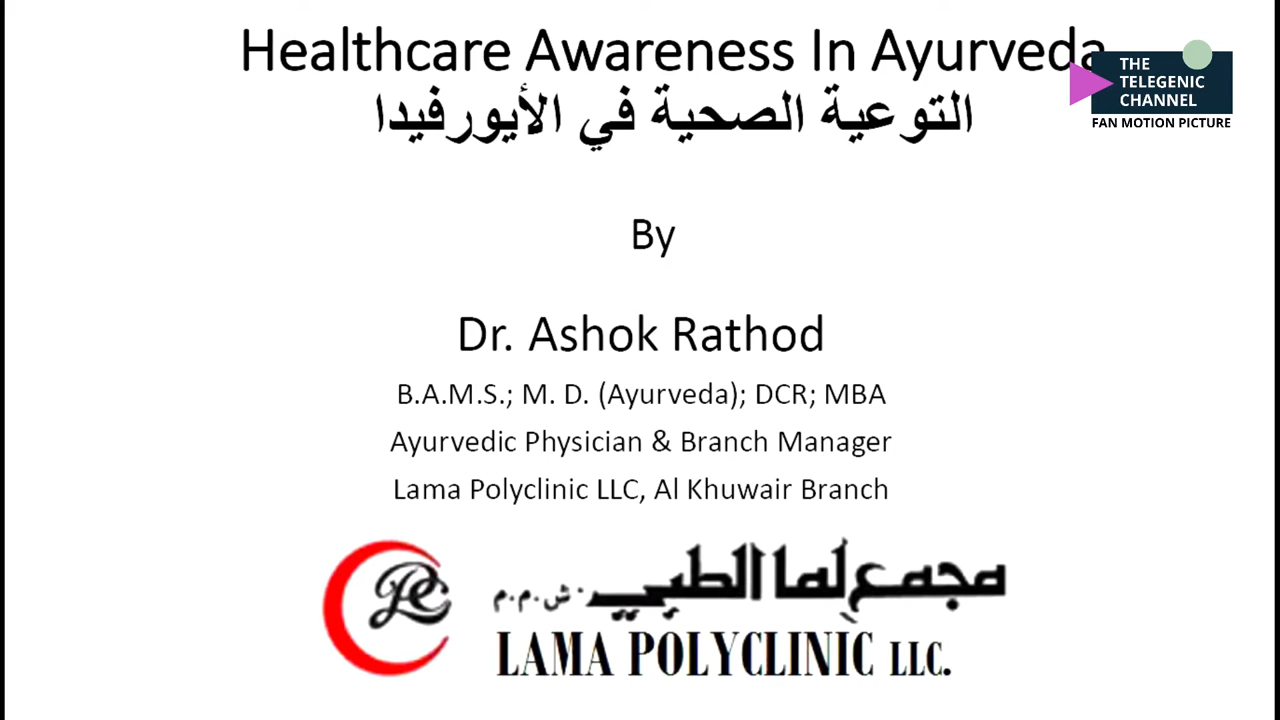 Healthcare Awareness In Ayurveda
التوعية الصحية في الأيورفيدا
THE
TELEGENIC
CHANNEL
FAN MOTION PICTURE
By
Dr. Ashok Rathod
B.A.M.S.; M. D. (Ayurveda); DCR; MBA
Ayurvedic Physician & Branch Manager
Lama Polyclinic LLC, Al Khuwair Branch
مجمع لما الطبي ش.م.م.
LAMA POLYCLINIC LLC.